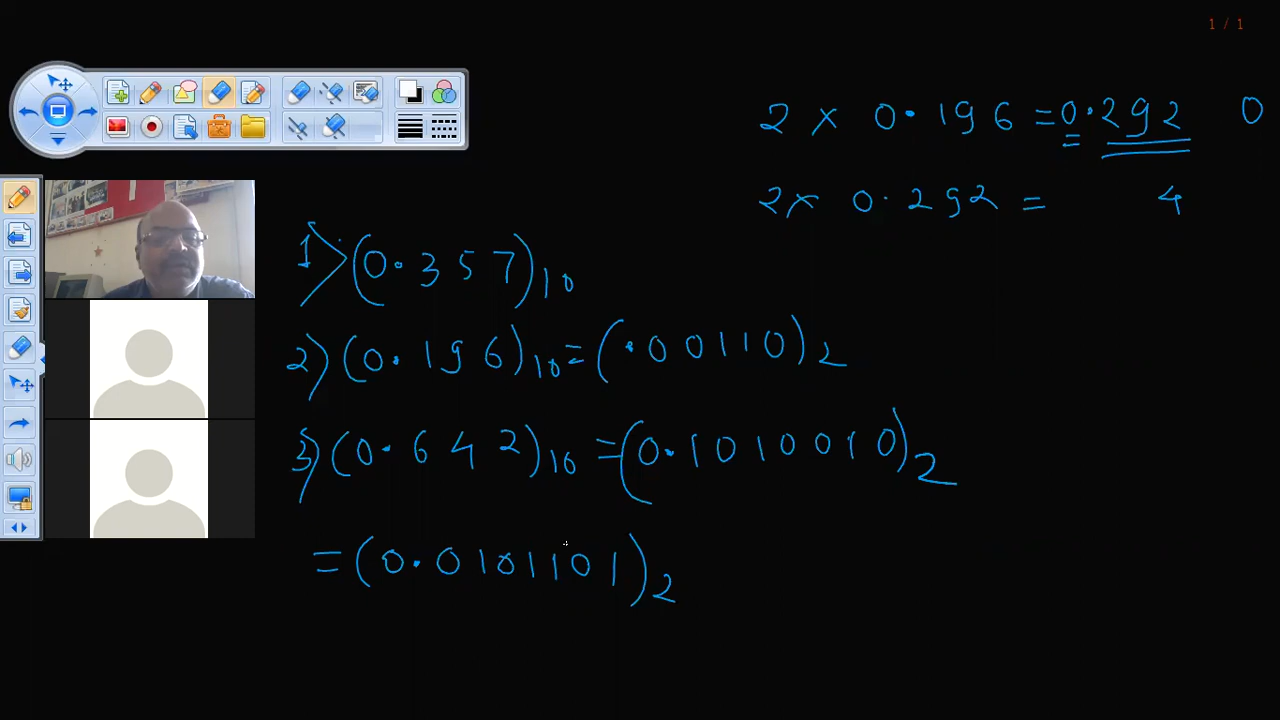 1 / 1
2 × 0.196 = 0.292 0
2 × 0.292 = 4
1) (0.357)10
2) (0.196)10 = (.00110)2
3) (0.642)10 = (0.1010010)2
= (0.0101101)2